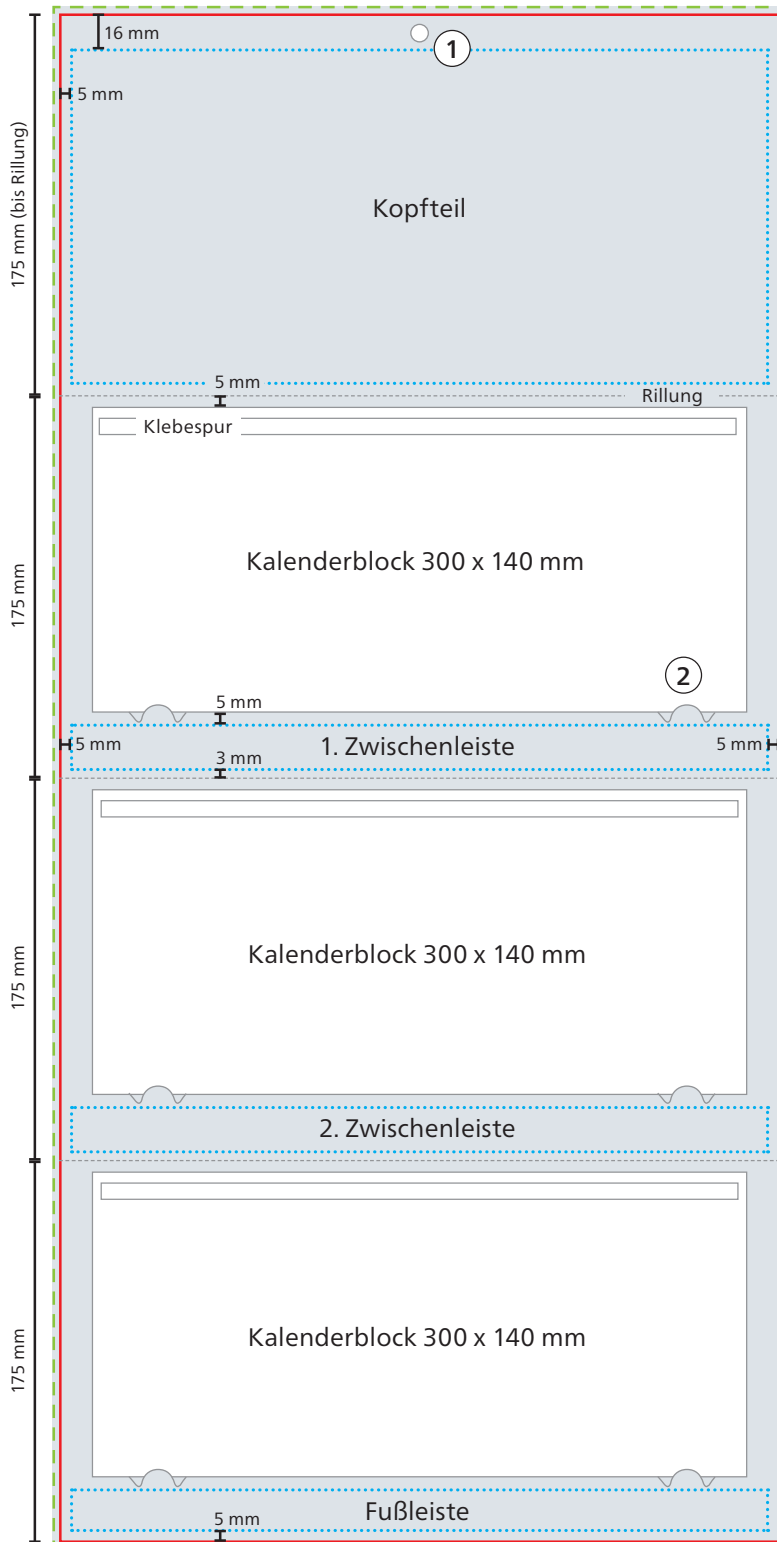 16 mm
1
5 mm
175 mm (bis Rillung)
Kopfteil
5 mm
Rillung
Klebespur
Kalenderblock 300 x 140 mm
175 mm
2
5 mm
5 mm
1. Zwischenleiste
5 mm
3 mm
Kalenderblock 300 x 140 mm
175 mm
2. Zwischenleiste
Kalenderblock 300 x 140 mm
175 mm
Fußleiste
5 mm